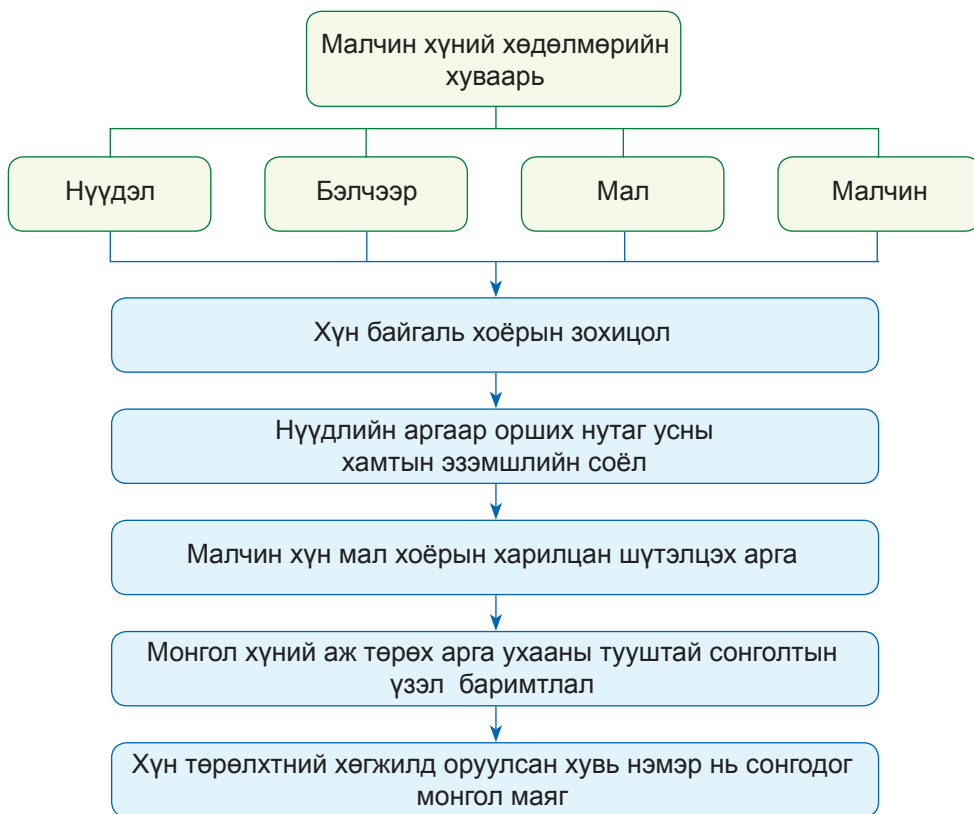 Малчин хүний хөдөлмөрийн
хуваарь
Нүүдэл
Бэлчээр
Мал
Малчин
Хүн байгаль хоёрын зохицол
Нүүдлийн аргаар орших нутаг усны
хамтын эзэмшлийн соёл
Малчин хүн мал хоёрын харилцан шүтэлцэх арга
Монгол хүний аж төрөх арга ухааны тууштай сонголтын
үзэл баримтлал
Хүн төрөлхтний хөгжилд оруулсан хувь нэмэр нь сонгодог
монгол маяг